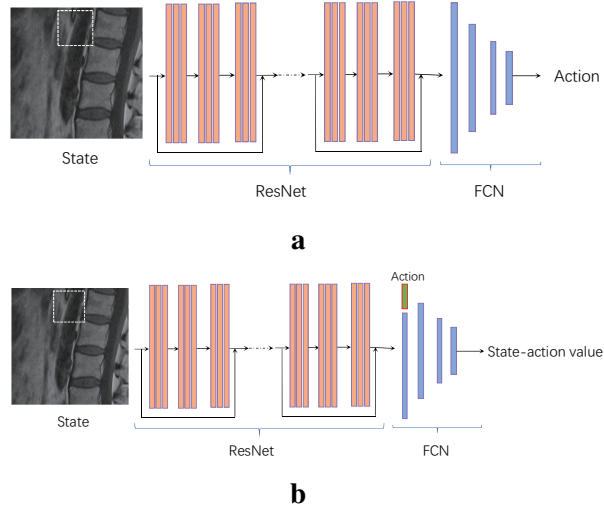 Action
State
ResNet
FCN
a
Action
State-action value
State
ResNet
FCN
b